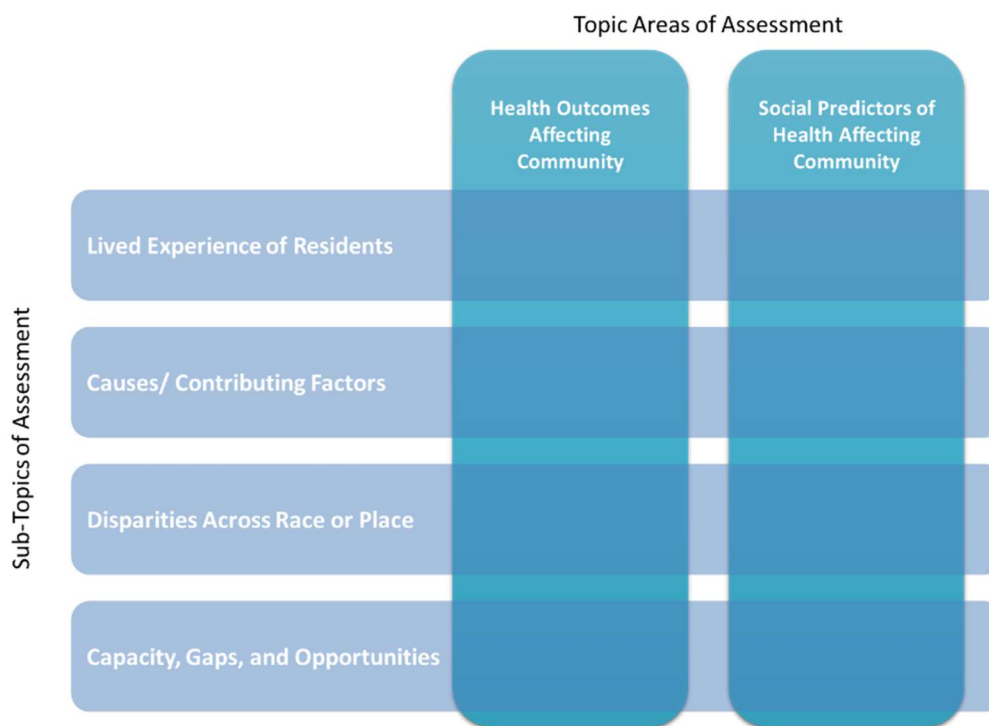 Topic Areas of Assessment
Health Outcomes
Affecting
Community
Social Predictors of
Health Affecting
Community
Sub-Topics of Assessment
Lived Experience of Residents
Causes/ Contributing Factors
Disparities Across Race or Place
Capacity, Gaps, and Opportunities